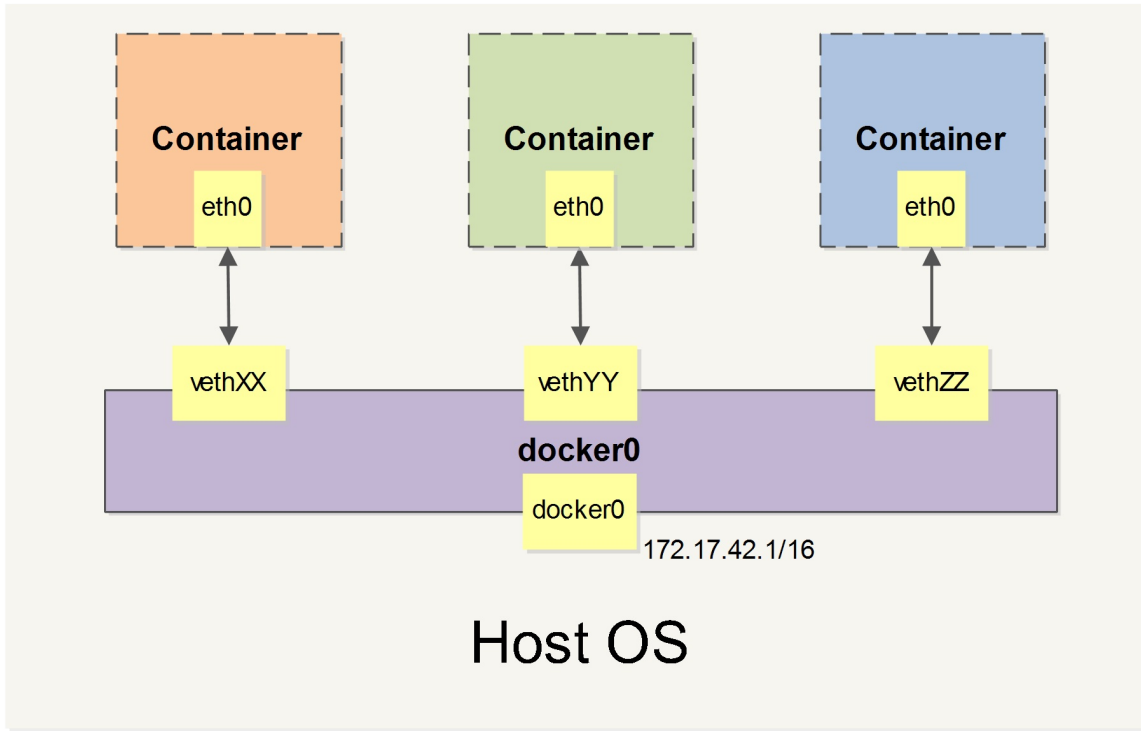 Container
Container
Container
eth0
eth0
eth0
vethXX
vethYY
vethZZ
docker0
docker0
172.17.42.1/16
Host OS